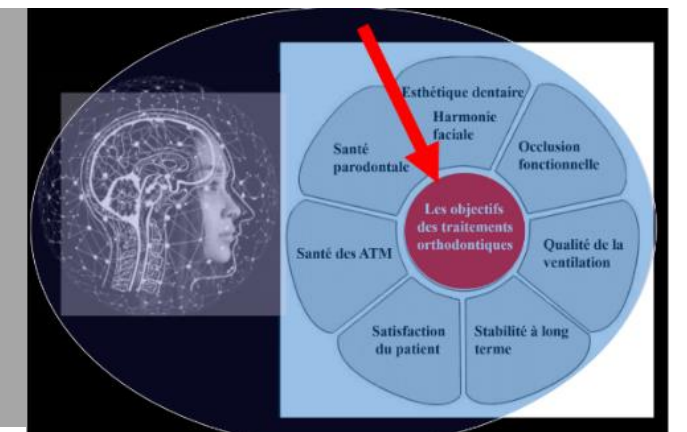 Esthétique dentaire
Harmonie
faciale
Occlusion
fonctionnelle
Qualité de la
ventilation
Stabilité à long
terme
Satisfaction
du patient
Santé des ATM
Santé
parodontale
Les objectifs
des traitements
orthodontiques